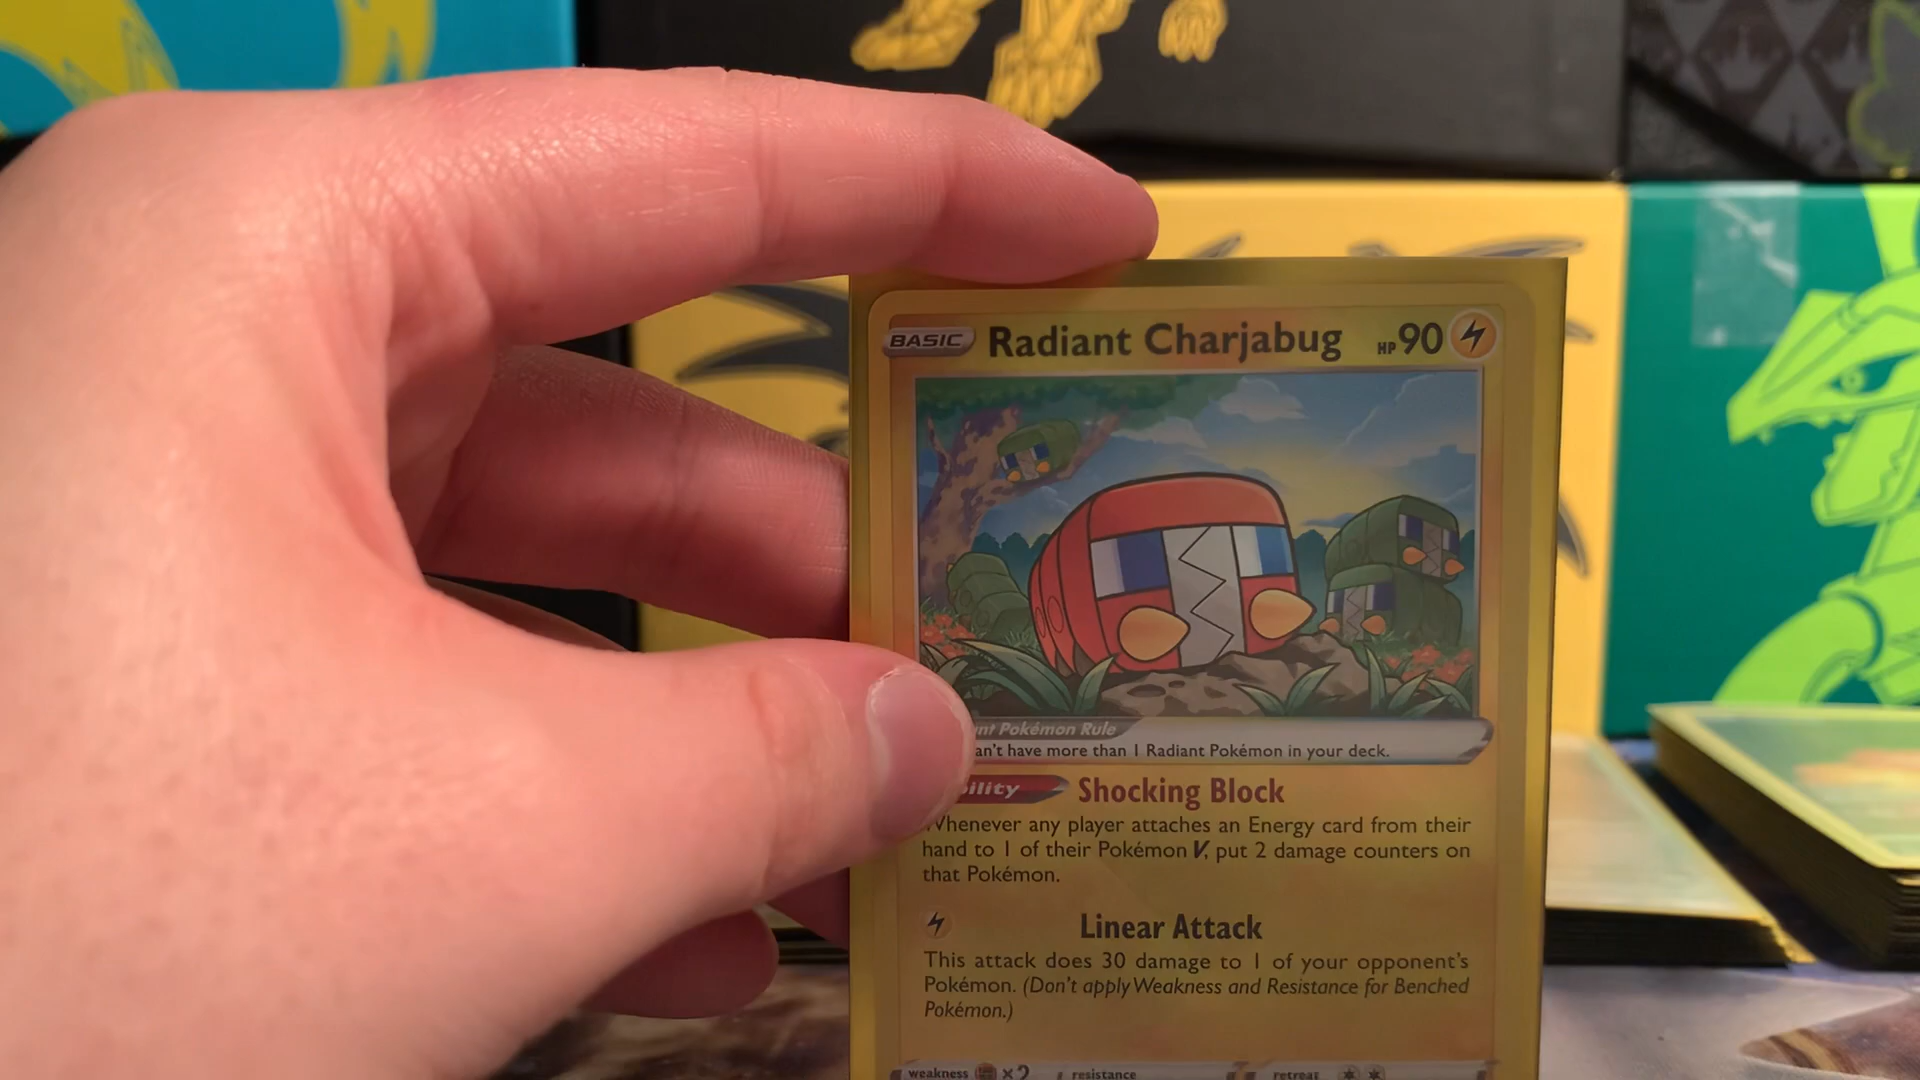 BASIC Radiant Charjabug HP 90
nt Pokémon Rule
an't have more than 1 Radiant Pokémon in your deck.
ility Shocking Block
Whenever any player attaches an Energy card from their
hand to 1 of their Pokémon V, put 2 damage counters on
that Pokémon.
Linear Attack
This attack does 30 damage to 1 of your opponent's
Pokémon. (Don't apply Weakness and Resistance for Benched
Pokémon.)
weakness ×2 resistance retreat